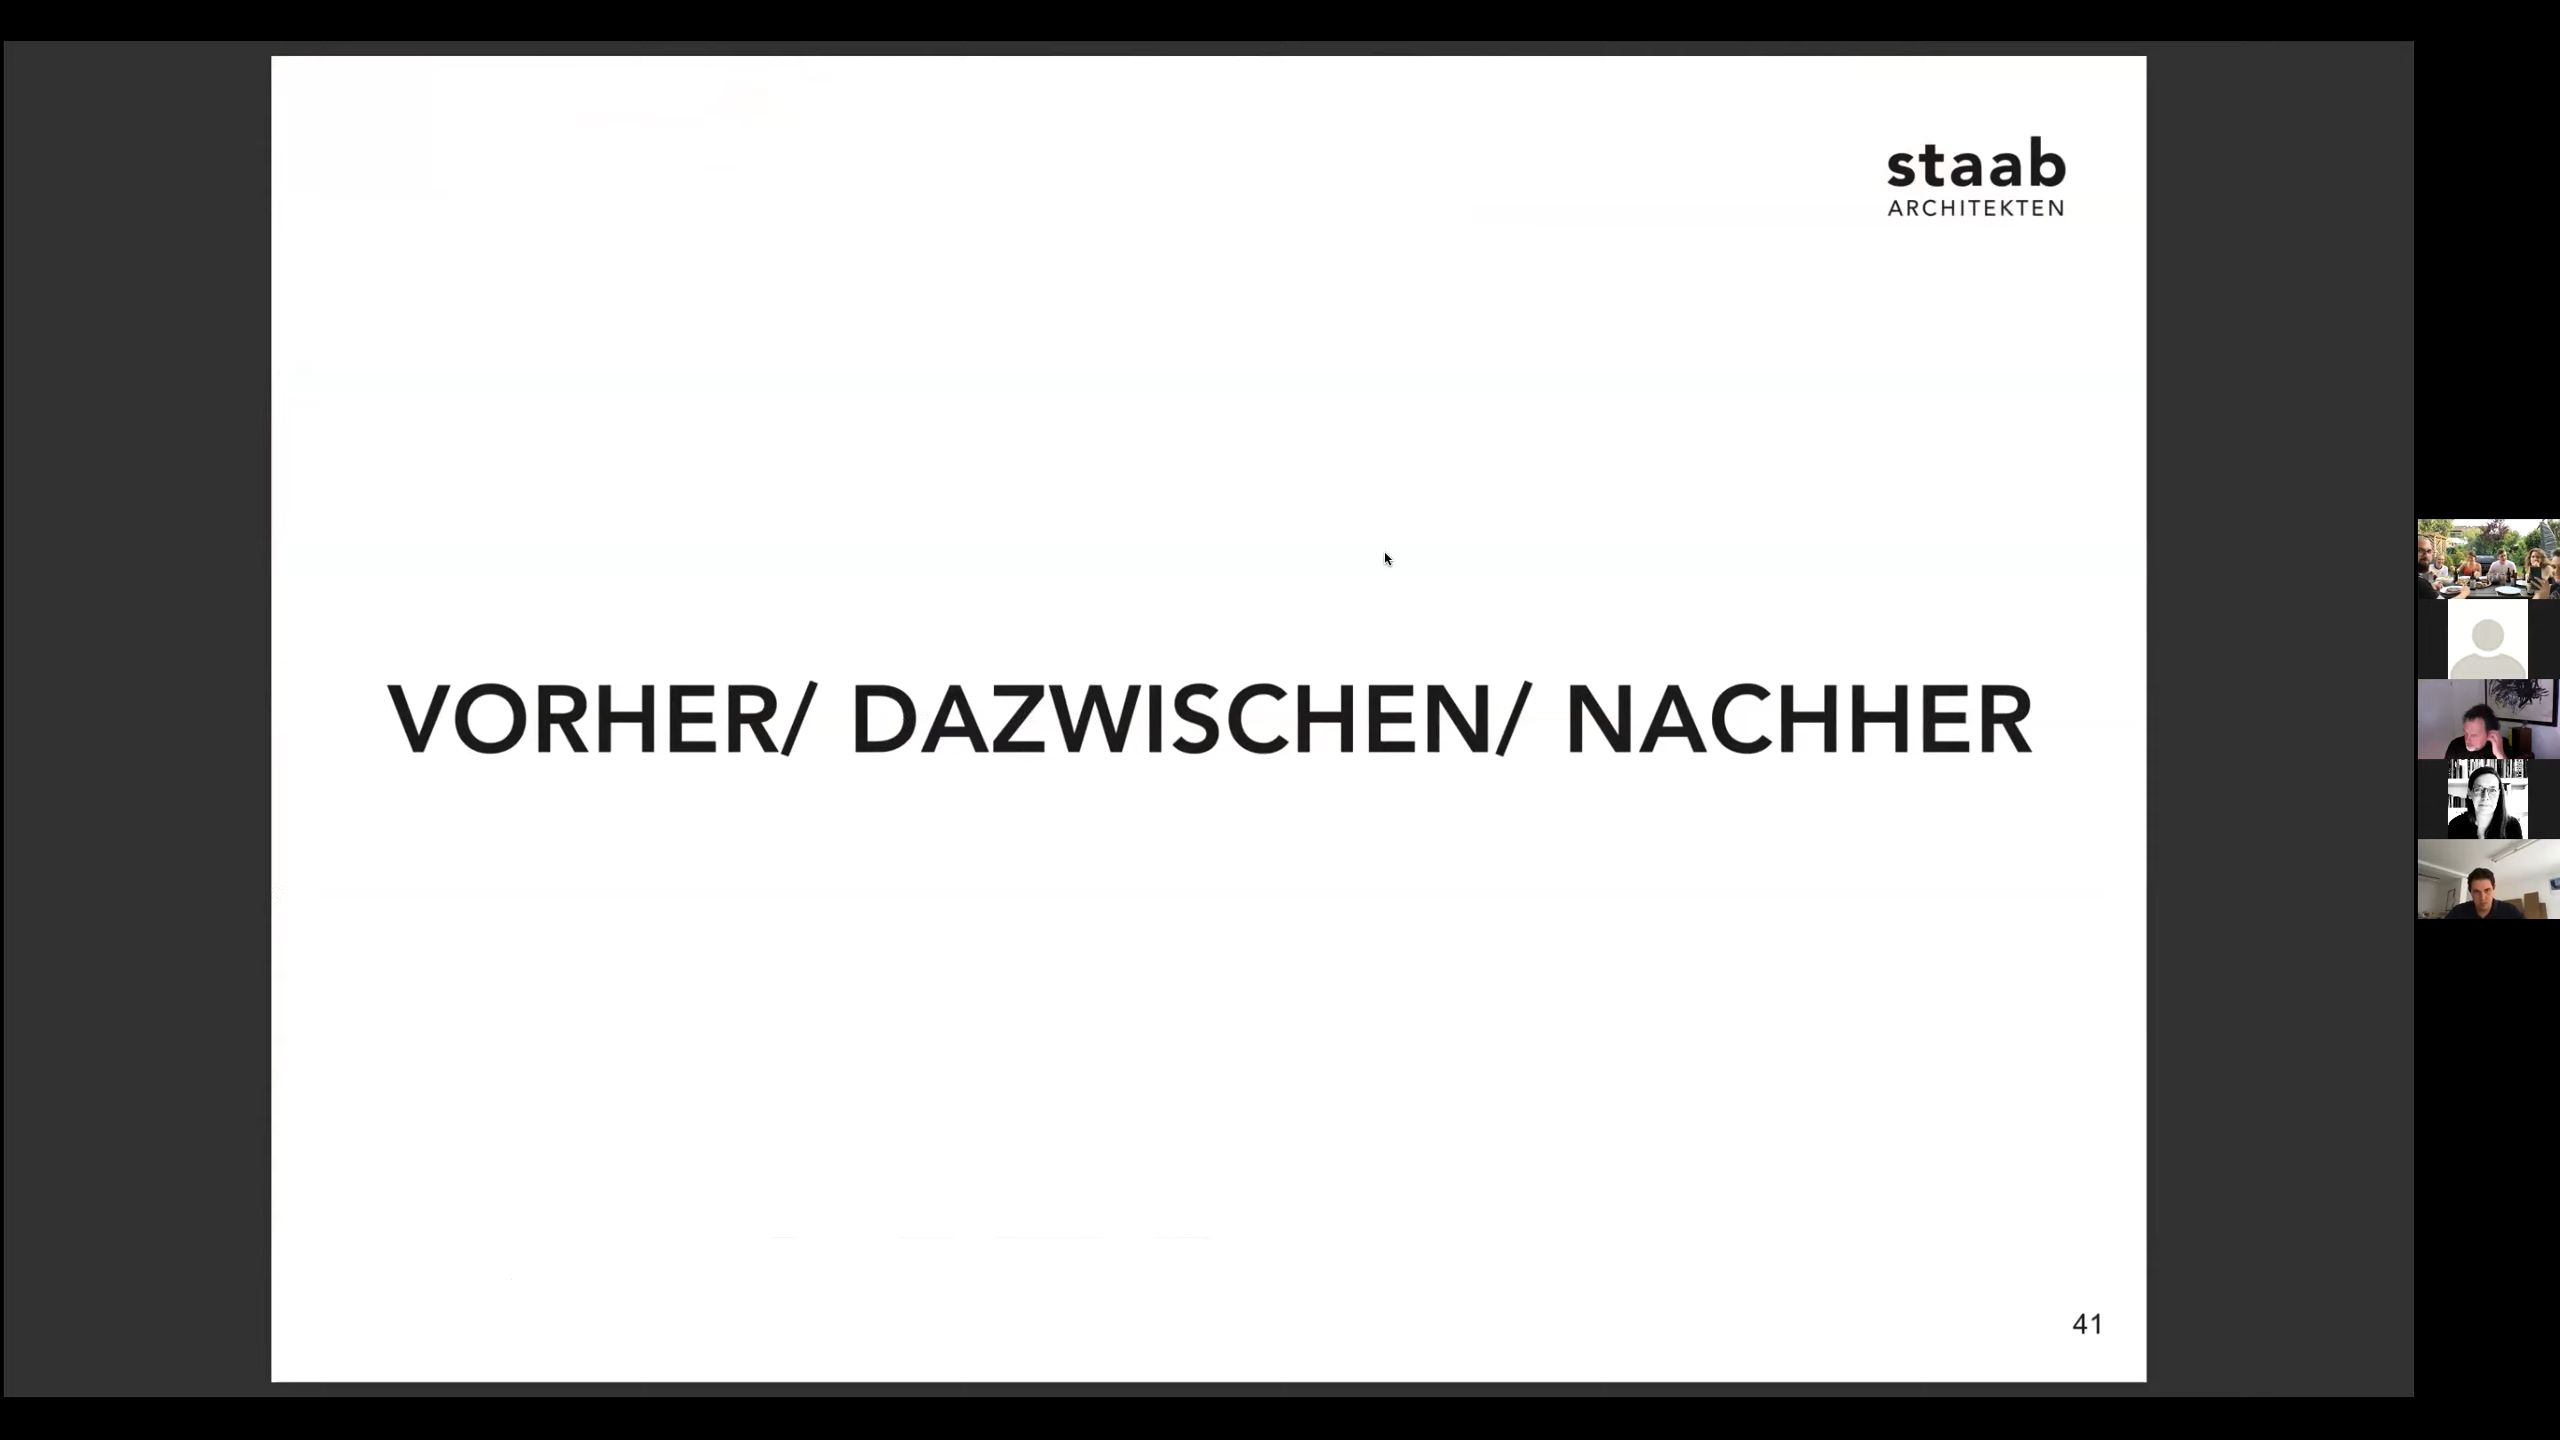 staab
ARCHITEKTEN
VORHER/ DAZWISCHEN/ NACHHER
41